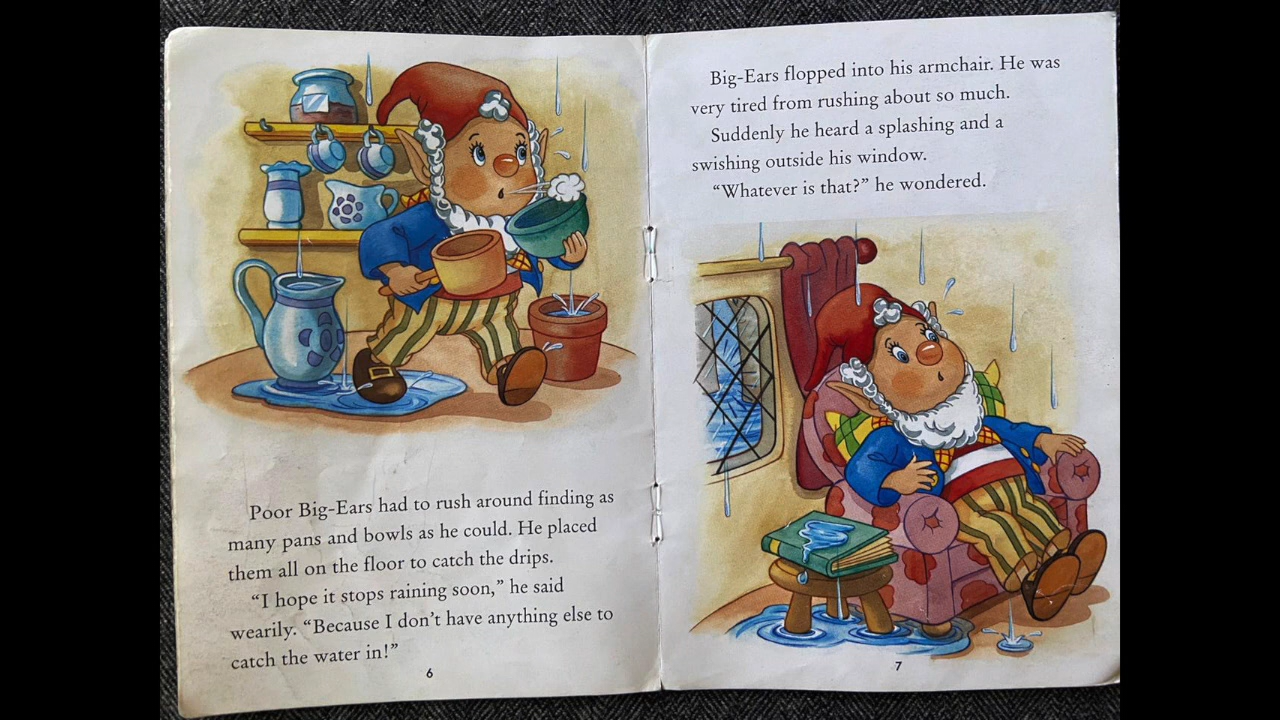 Poor Big-Ears had to rush around finding as
many pans and bowls as he could. He placed
them all on the floor to catch the drips.
“I hope it stops raining soon,” he said
wearily. “Because I don’t have anything else to
catch the water in!”
6
Big-Ears flopped into his armchair. He was
very tired from rushing about so much.
Suddenly he heard a splashing and a
swishing outside his window.
“Whatever is that?” he wondered.
7